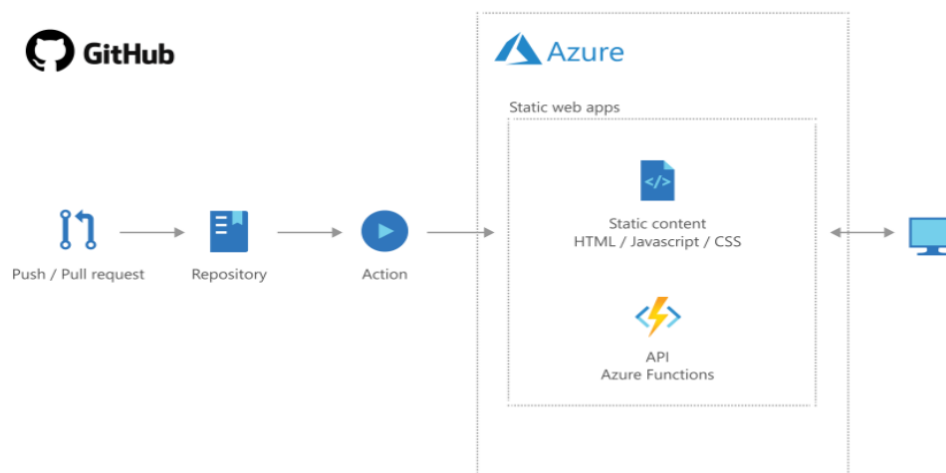 GitHub
Azure
Static web apps
</>
Static content
HTML / Javascript / CSS
Push / Pull request
Repository
Action
API
Azure Functions